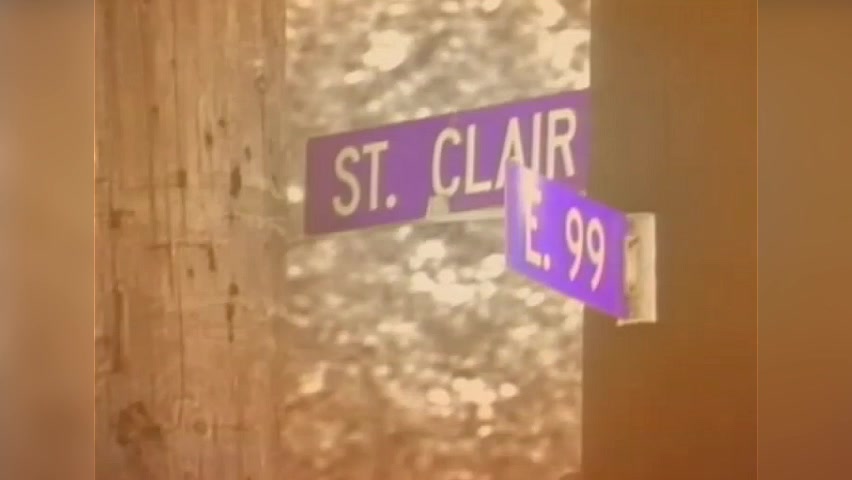 ST. CLAIR
E. 99